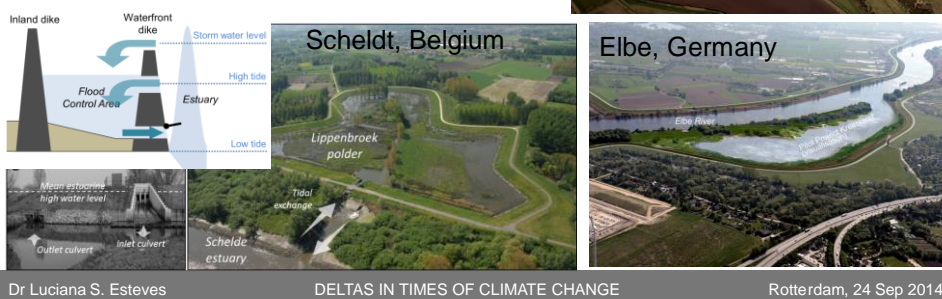 Inland dike
Waterfront
dike
Storm water level
High tide
Flood
Control Area
Estuary
Low tide
Mean estuarine
high water level
Outlet culvert
Inlet culvert
Scheldt, Belgium
Lippenbroek
polder
Tidal
exchange
Schelde
estuary
Elbe, Germany
Elbe River
Dr Luciana S. Esteves
DELTAS IN TIMES OF CLIMATE CHANGE
Rotterdam, 24 Sep 2014